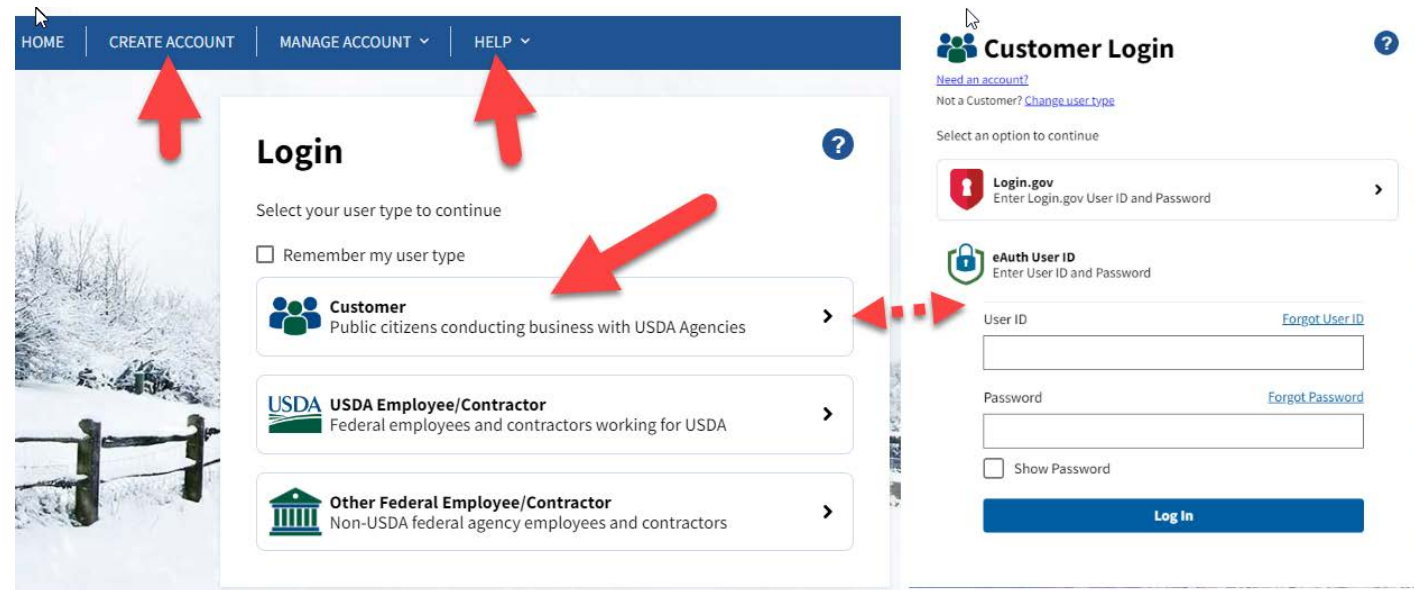 HOME
CREATE ACCOUNT
MANAGE ACCOUNT
HELP
Login
?
Select your user type to continue
Remember my user type
Customer
Public citizens conducting business with USDA Agencies
USDA
USDA Employee/Contractor
Federal employees and contractors working for USDA
Other Federal Employee/Contractor
Non-USDA federal agency employees and contractors
Customer Login
?
Need an account?
Not a Customer? Change user type
Select an option to continue
Login.gov
Enter Login.gov User ID and Password
eAuth User ID
Enter User ID and Password
User ID
Forgot User ID
Password
Forgot Password
Show Password
Log In